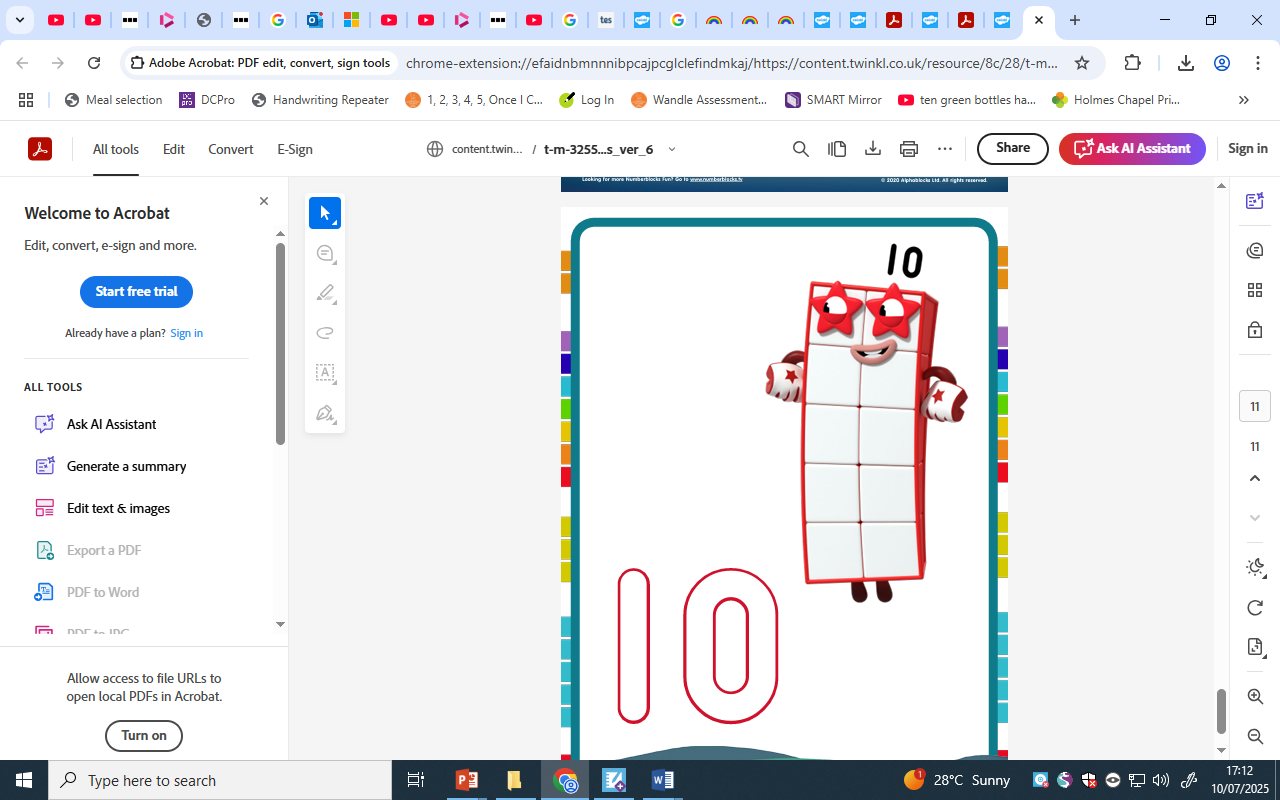 Adobe Acrobat: PDF edit, convert, sign tools
chrome-extension://efaidnbmnnnibpcajpcglclefindmkaj/https://content.twinkl.co.uk/resource/8c/28/t-m...
Meal selection
DCPro
Handwriting Repeater
1, 2, 3, 4, 5, Once I C...
Log In
Wandle Assessment...
SMART Mirror
ten green bottles ha...
Holmes Chapel Pri...
All tools
Edit
Convert
E-Sign
content.twin... / t-m-3255...s_ver_6
Share
Ask AI Assistant
Sign in
Welcome to Acrobat
Edit, convert, e-sign and more.
Start free trial
Already have a plan? Sign in
ALL TOOLS
Ask AI Assistant
Generate a summary
Edit text & images
Export a PDF
PDF to Word
PDF to JPG
Allow access to file URLs to
open local PDFs in Acrobat.
Turn on
Looking for more Numberblocks Fun? Go to www.numberblocks.tv
© 2020 Alphablocks Ltd. All rights reserved.
10
10
11
11
Type here to search
28°C Sunny
17:12
10/07/2025